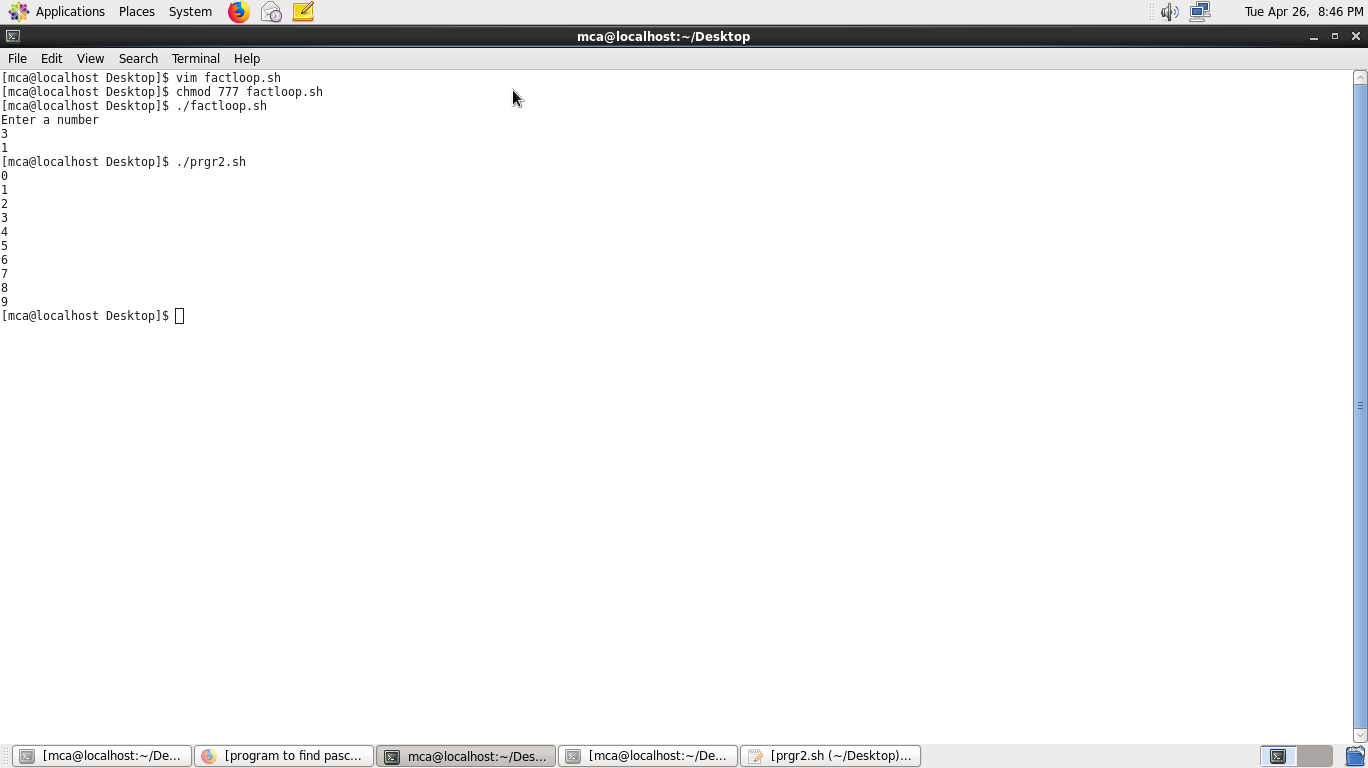 Applications Places System Tue Apr 26, 8:46 PM
mca@localhost:~/Desktop
File Edit View Search Terminal Help
[mca@localhost Desktop]$ vim factloop.sh
[mca@localhost Desktop]$ chmod 777 factloop.sh
[mca@localhost Desktop]$ ./factloop.sh
Enter a number
3
1
[mca@localhost Desktop]$ ./prgr2.sh
0
1
2
3
4
5
6
7
8
9
[mca@localhost Desktop]$
[mca@localhost:~/De... [program to find pasc... mca@localhost:~/Des... [mca@localhost:~/De... [prgr2.sh (~/Desktop)...